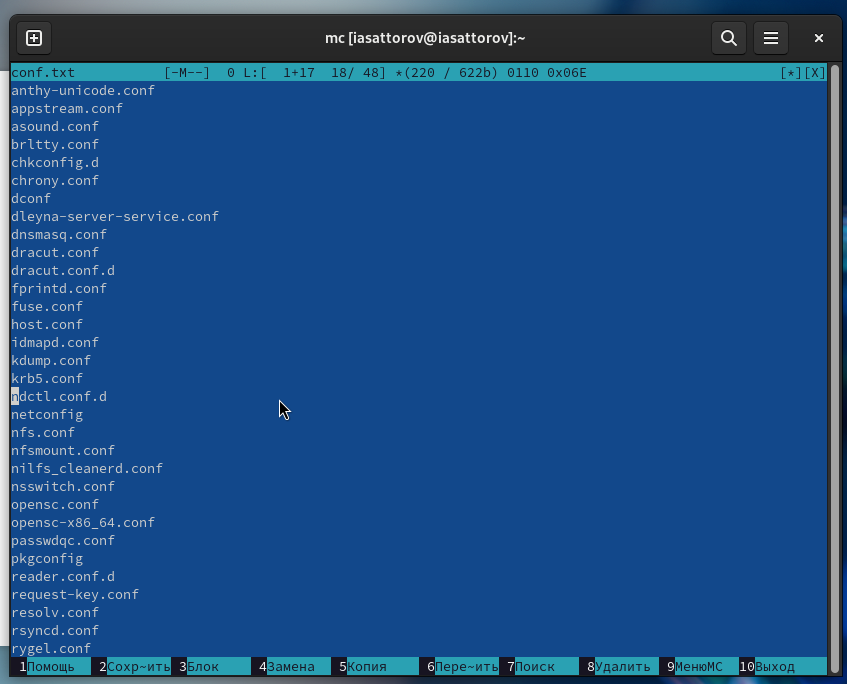 mc [iasattorov@iasattorov]:~
conf.txt [-M--] 0 L:[ 1+17 18/ 48] *(220 / 622b) 0110 0x06E [*][X]
anthy-unicode.conf
appstream.conf
asound.conf
brltty.conf
chkconfig.d
chrony.conf
dconf
dleyna-server-service.conf
dnsmasq.conf
dracut.conf
dracut.conf.d
fprintd.conf
fuse.conf
host.conf
idmapd.conf
kdump.conf
krb5.conf
ndctl.conf.d
netconfig
nfs.conf
nfsmount.conf
nilfs_cleanerd.conf
nsswitch.conf
opensc.conf
opensc-x86_64.conf
passwdqc.conf
pkgconfig
reader.conf.d
request-key.conf
resolv.conf
rsyncd.conf
rygel.conf
1Помощь 2Сохр~ить 3Блок 4Замена 5Копия 6Пере~ить 7Поиск 8Удалить 9МенюMC 10Выход